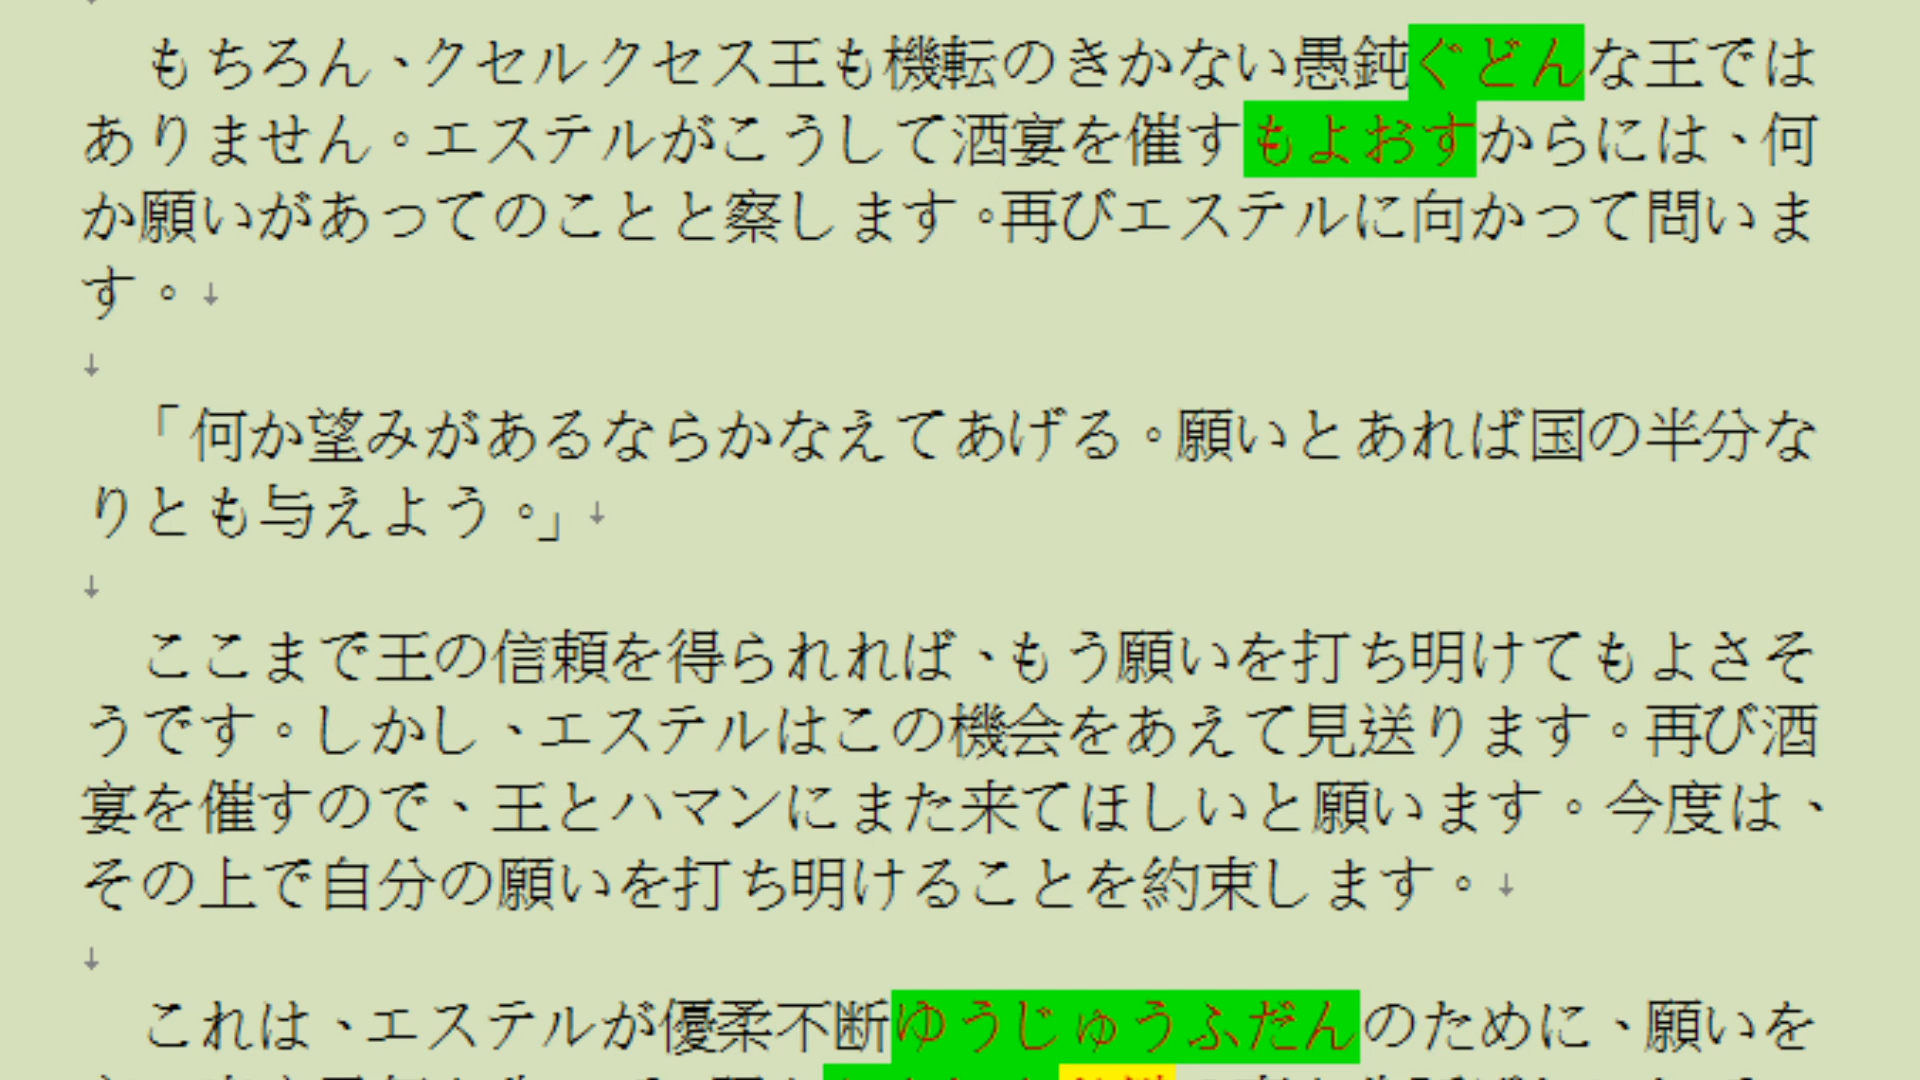 もちろん、クセルクセス王も機転のきかない愚鈍ぐどんな王では
ありません。エステルがこうして酒宴を催すもよおすからには、何
か願いがあってのことと察します。再びエステルに向かって問いま
す。↓
↓
「何か望みがあるならかなえてあげる。願いとあれば国の半分な
りとも与えよう。」↓
↓
ここまで王の信頼を得られれば、もう願いを打ち明けてもよさそ
うです。しかし、エステルはこの機会をあえて見送ります。再び酒
宴を催すので、王とハマンにまた来てほしいと願います。今度は、
その上で自分の願いを打ち明けることを約束します。↓
↓
これは、エステルが優柔不断ゆうじゅうふだんのために、願いを